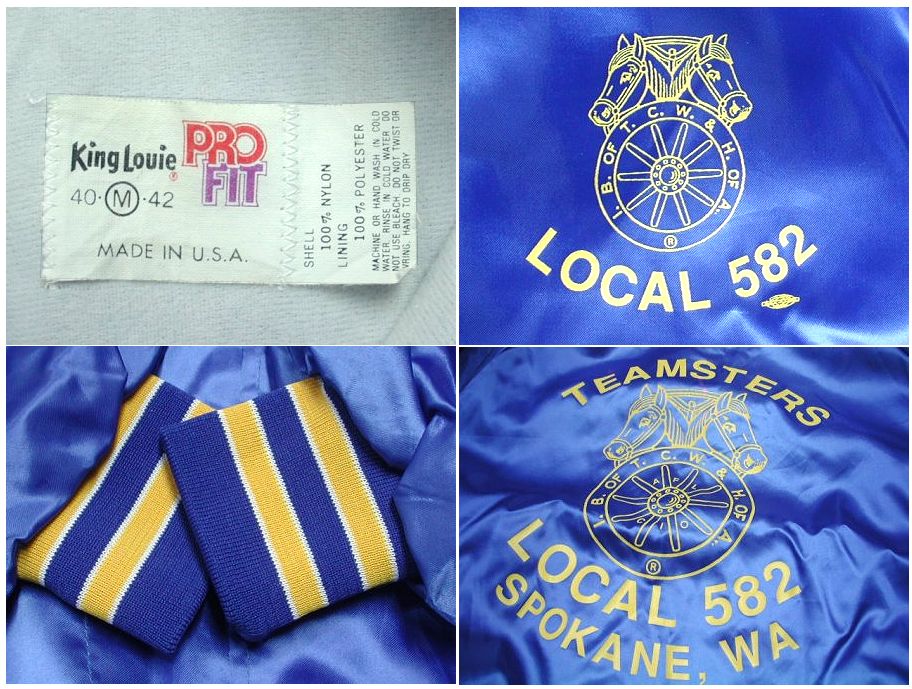 King Louie ®
PRO
FIT
40·M·42
MADE IN U.S.A.
SHELL
100% NYLON
LINING
100% POLYESTER
MACHINE OR HAND WASH IN COLD
WATER. RINSE IN COLD WATER. DO
NOT USE BLEACH. DO NOT TWIST OR
WRING. HANG TO DRIP DRY
I. B. OF T. C. W. & H. OF A.
®
LOCAL 582
TEAMSTERS
I. B. OF T. C. W. & H. OF A.
AFL
CIO
®
LOCAL 582
SPOKANE, WA